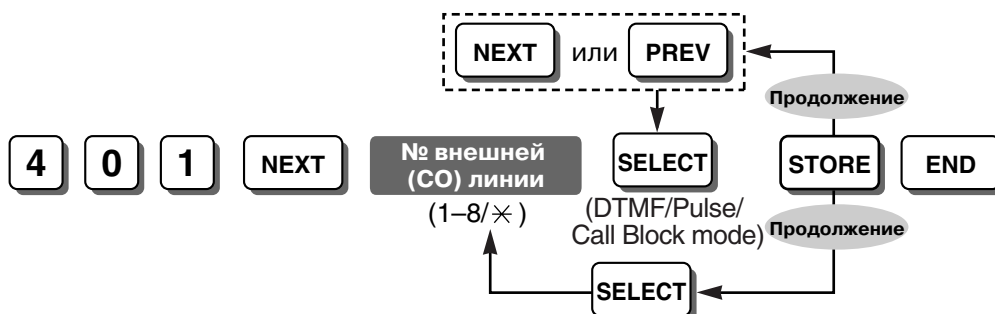 NEXT или PREV
Продолжение
4 0 1 NEXT № внешней (CO) линии SELECT STORE END
(1–8/✳)
(DTMF/Pulse/
Call Block mode)
Продолжение
SELECT